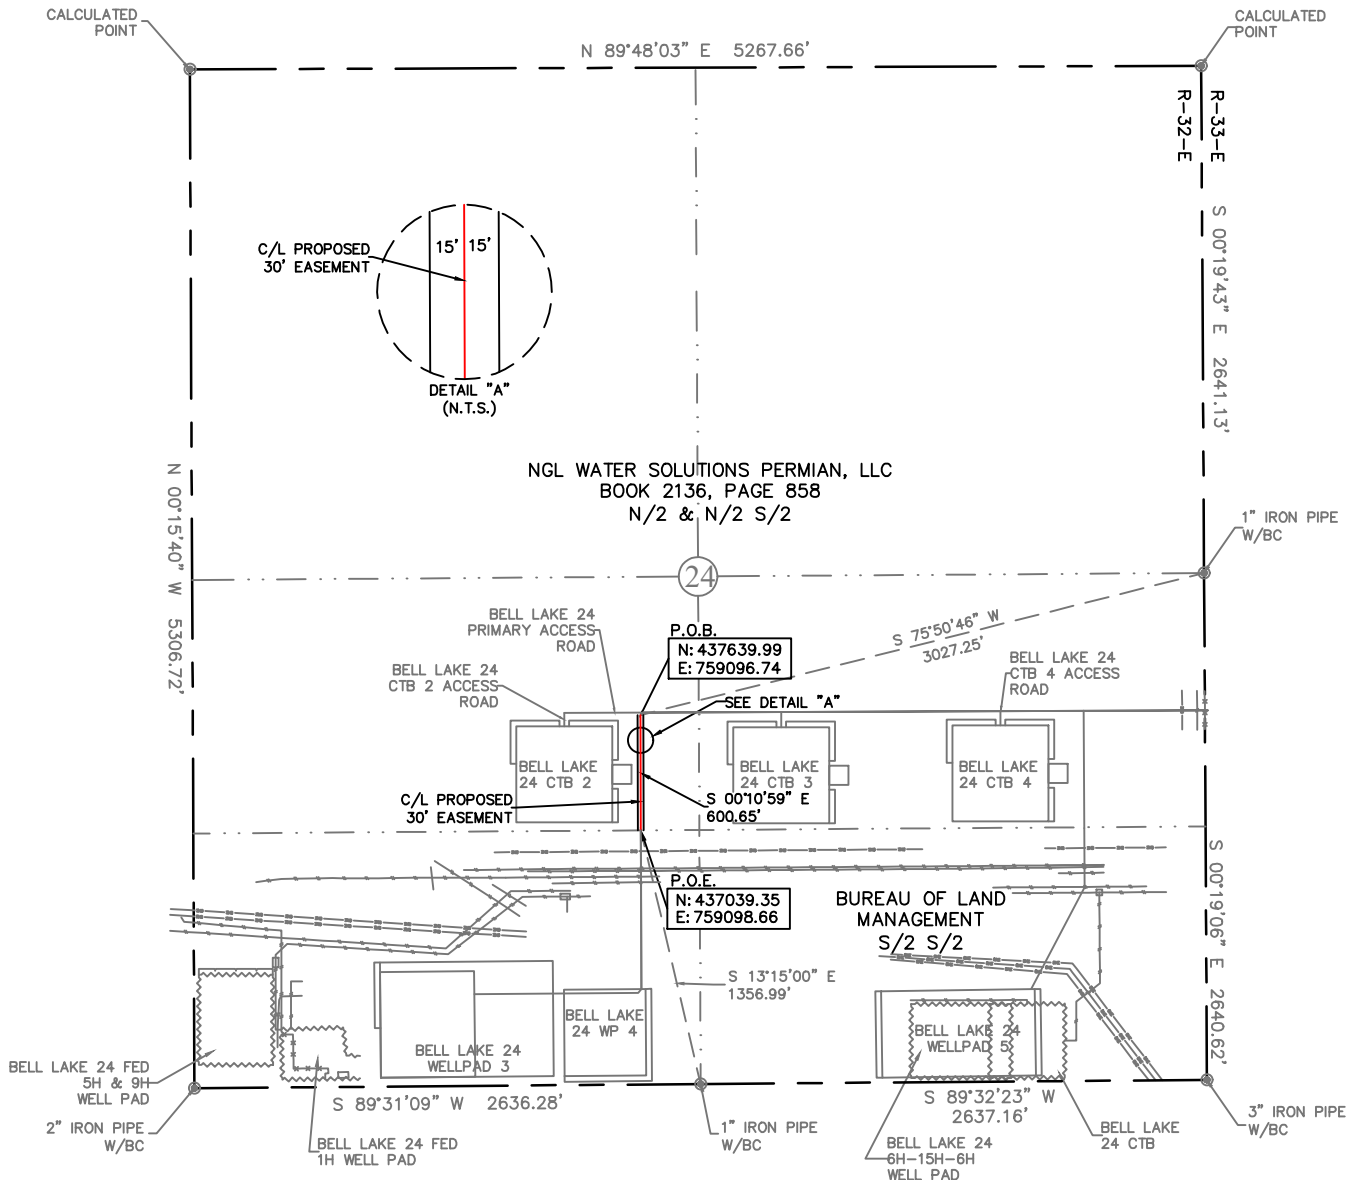 CALCULATED
POINT
CALCULATED
POINT
N 89°48'03" E   5267.66'
R-32-E
R-33-E
S 00°19'43" E   2641.13'
15' 15'
C/L PROPOSED
30' EASEMENT
DETAIL "A"
(N.T.S.)
NGL WATER SOLUTIONS PERMIAN, LLC
BOOK 2136, PAGE 858
N/2 & N/2 S/2
N 00°15'40" W   5306.72'
1" IRON PIPE
W/BC
24
BELL LAKE 24
PRIMARY ACCESS
ROAD
P.O.B.
N: 437639.99
E: 759096.74
S 75°50'46" W
3027.25'
BELL LAKE 24
CTB 2 ACCESS
ROAD
BELL LAKE 24
CTB 4 ACCESS
ROAD
SEE DETAIL "A"
BELL LAKE
24 CTB 2
BELL LAKE
24 CTB 3
BELL LAKE
24 CTB 4
C/L PROPOSED
30' EASEMENT
S 00°10'59" E
600.65'
P.O.E.
N: 437039.35
E: 759098.66
BUREAU OF LAND
MANAGEMENT
S/2 S/2
S 00°19'06" E   2640.62'
S 13°15'00" E
1356.99'
BELL LAKE
24 WP 4
BELL LAKE 24
WELLPAD 3
BELL LAKE 24
WELLPAD 5
BELL LAKE 24 FED
5H & 9H
WELL PAD
S 89°31'09" W   2636.28'
S 89°32'23" W
2637.16'
2" IRON PIPE
W/BC
BELL LAKE 24 FED
1H WELL PAD
1" IRON PIPE
W/BC
BELL LAKE 24
6H-15H-6H
WELL PAD
BELL LAKE
24 CTB
3" IRON PIPE
W/BC